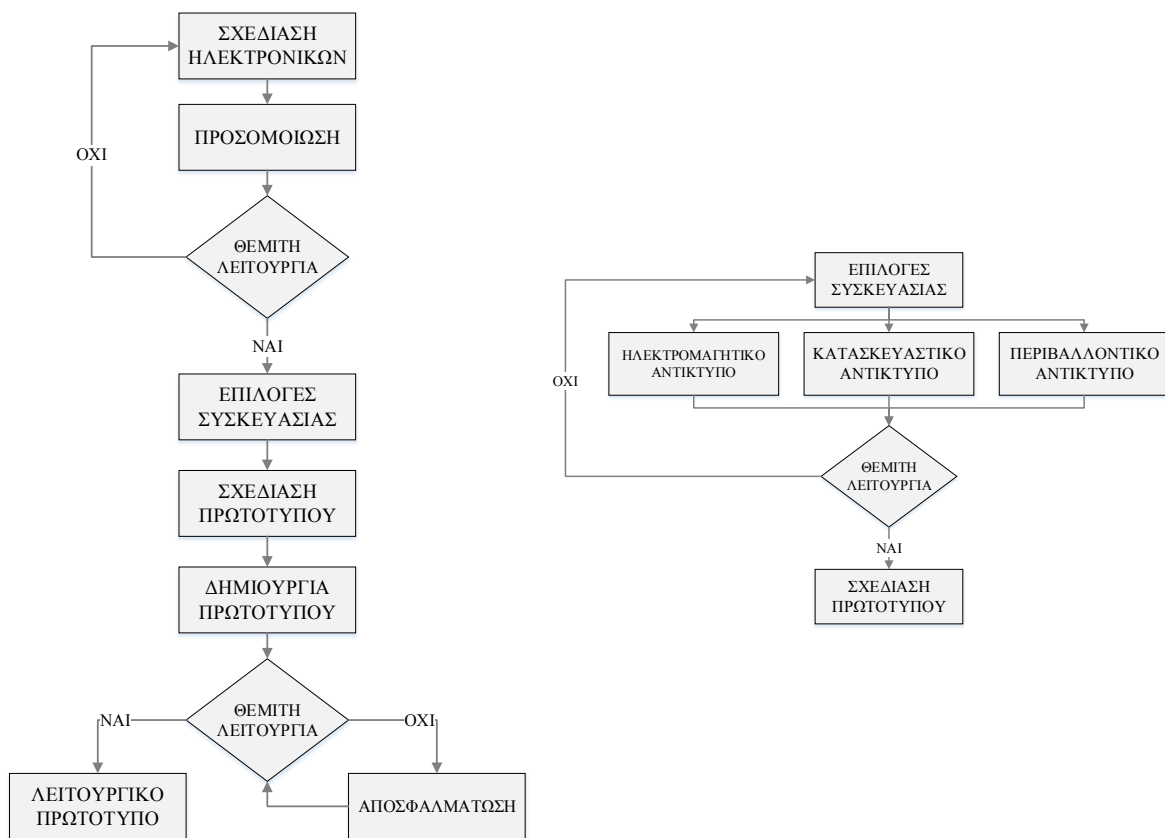 ΣΧΕΔΙΑΣΗ
ΗΛΕΚΤΡΟΝΙΚΩΝ
ΠΡΟΣΟΜΟΙΩΣΗ
ΟΧΙ
ΘΕΜΙΤΗ
ΛΕΙΤΟΥΡΓΙΑ
ΝΑΙ
ΕΠΙΛΟΓΕΣ
ΣΥΣΚΕΥΑΣΙΑΣ
ΣΧΕΔΙΑΣΗ
ΠΡΩΤΟΤΥΠΟΥ
ΔΗΜΙΟΥΡΓΙΑ
ΠΡΩΤΟΤΥΠΟΥ
ΘΕΜΙΤΗ
ΛΕΙΤΟΥΡΓΙΑ
ΝΑΙ
ΟΧΙ
ΛΕΙΤΟΥΡΓΙΚΟ
ΠΡΩΤΟΤΥΠΟ
ΑΠΟΣΦΑΛΜΑΤΩΣΗ
ΕΠΙΛΟΓΕΣ
ΣΥΣΚΕΥΑΣΙΑΣ
ΗΛΕΚΤΡΟΜΑΓΗΤΙΚΟ
ΑΝΤΙΚΤΥΠΟ
ΚΑΤΑΣΚΕΥΑΣΤΙΚΟ
ΑΝΤΙΚΤΥΠΟ
ΠΕΡΙΒΑΛΛΟΝΤΙΚΟ
ΑΝΤΙΚΤΥΠΟ
ΟΧΙ
ΘΕΜΙΤΗ
ΛΕΙΤΟΥΡΓΙΑ
ΝΑΙ
ΣΧΕΔΙΑΣΗ
ΠΡΩΤΟΤΥΠΟΥ